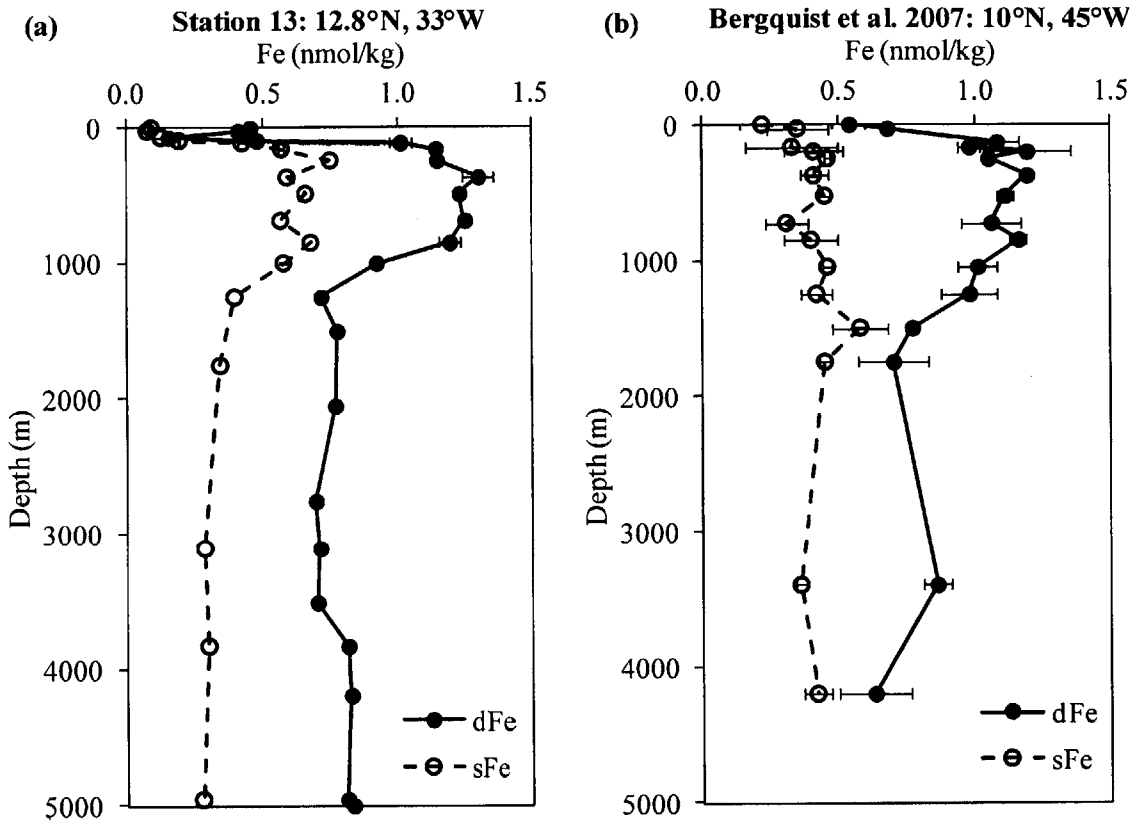 (a)
Station 13: 12.8°N, 33°W
Fe (nmol/kg)
0.0 0.5 1.0 1.5
0
1000
2000
3000
4000
5000
Depth (m)
dFe
sFe
(b)
Bergquist et al. 2007: 10°N, 45°W
Fe (nmol/kg)
0.0 0.5 1.0 1.5
0
1000
2000
3000
4000
5000
Depth (m)
dFe
sFe